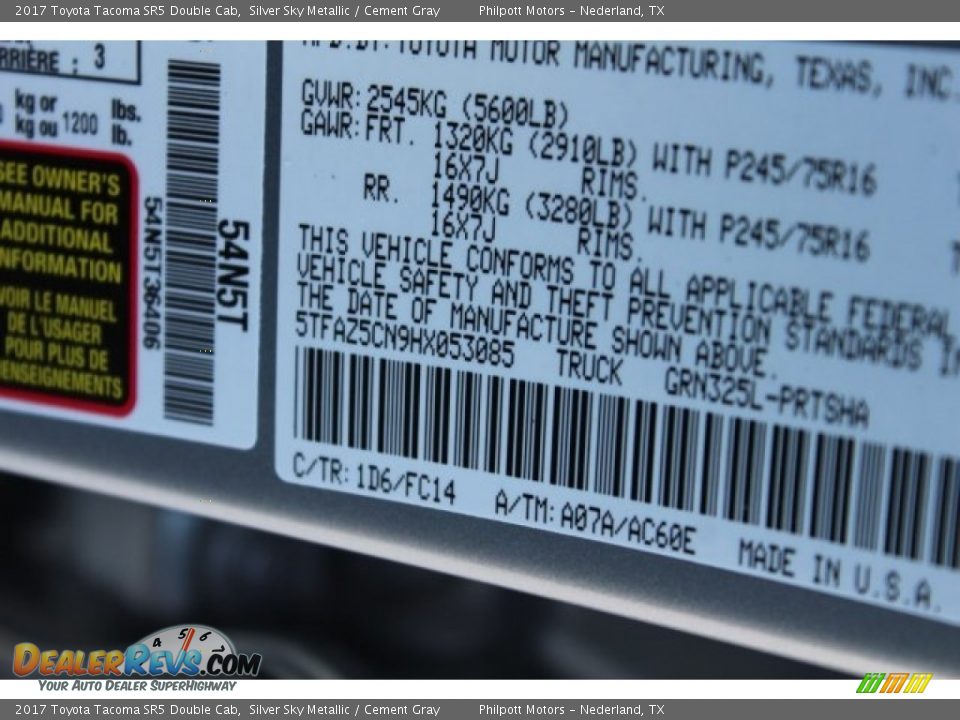 2017 Toyota Tacoma SR5 Double Cab, Silver Sky Metallic / Cement Gray Philpott Motors – Nederland, TX
RRIÈRE : 3
kg or lbs.
kg ou 1200 lb.
SEE OWNER'S
MANUAL FOR
ADDITIONAL
INFORMATION
VOIR LE MANUEL
DE L'USAGER
POUR PLUS DE
RENSEIGNEMENTS
54N5T36406
54N5T
MFD.BY:TOYOTA MOTOR MANUFACTURING, TEXAS, INC.
GVWR:2545KG (5600LB)
GAWR:FRT. 1320KG (2910LB) WITH P245/75R16
16X7J RIMS.
RR. 1490KG (3280LB) WITH P245/75R16
16X7J RIMS.
THIS VEHICLE CONFORMS TO ALL APPLICABLE FEDERAL
VEHICLE SAFETY AND THEFT PREVENTION STANDARDS IN
THE DATE OF MANUFACTURE SHOWN ABOVE.
5TFAZ5CN9HX053085 TRUCK GRN325L-PRTSHA
C/TR:1D6/FC14 A/TM:A07A/AC60E MADE IN U.S.A.
4 5 6 7
DEALERREVS.COM
YOUR AUTO DEALER SUPERHIGHWAY
2017 Toyota Tacoma SR5 Double Cab, Silver Sky Metallic / Cement Gray Philpott Motors – Nederland, TX